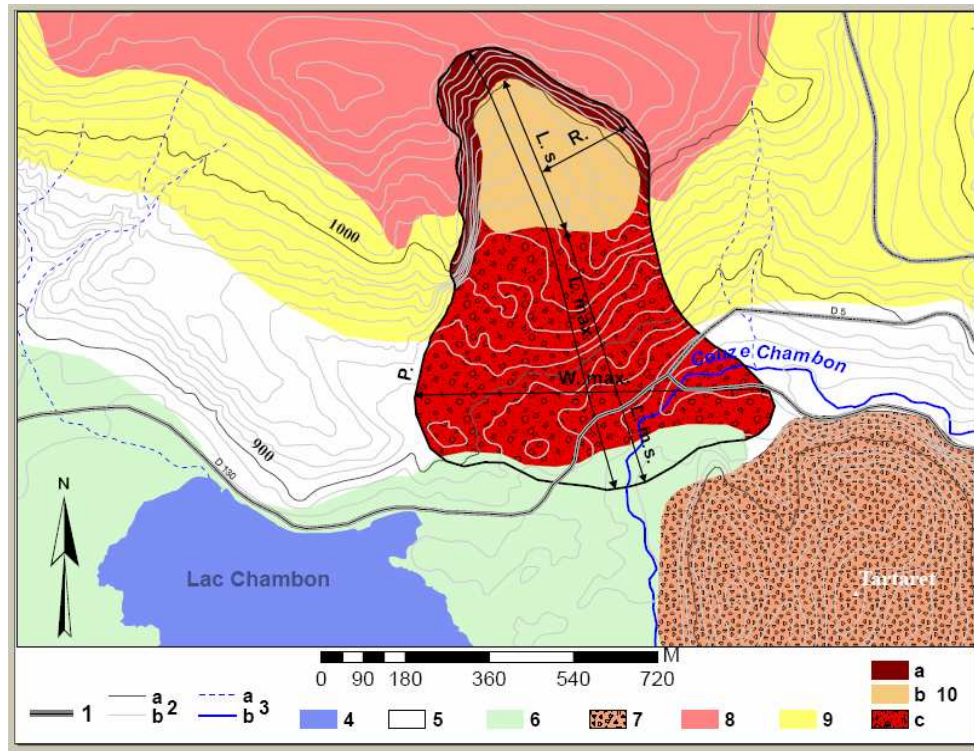 L. s
R.
1000
L. max.
D 5
Couze Chambon
P.
W. max.
L. m. s.
900
D 130
N
Lac Chambon
Tartaret
M
0 90 180 360 540 720
a
b 10
c
1
a
b 2
a
b 3
4
5
6
7
8
9